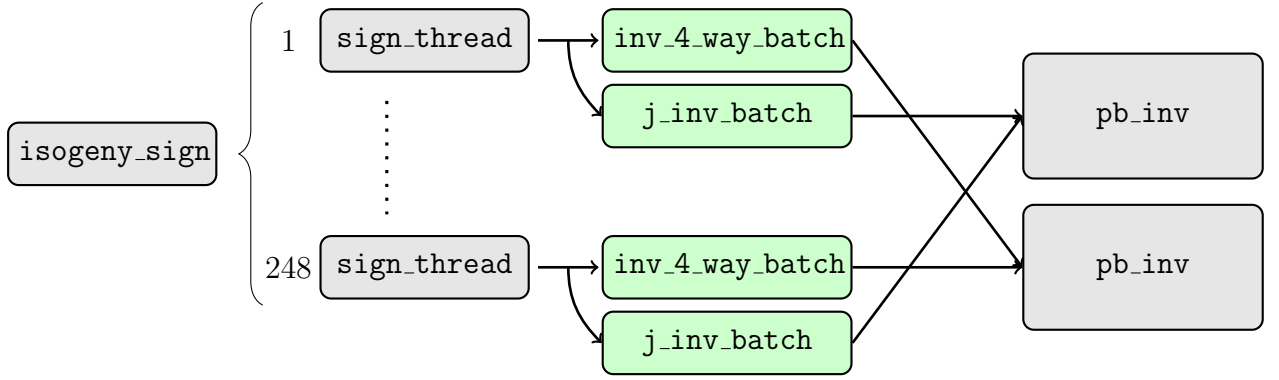 1 sign_thread inv_4_way_batch
j_inv_batch pb_inv
isogeny_sign
248 sign_thread inv_4_way_batch pb_inv
j_inv_batch